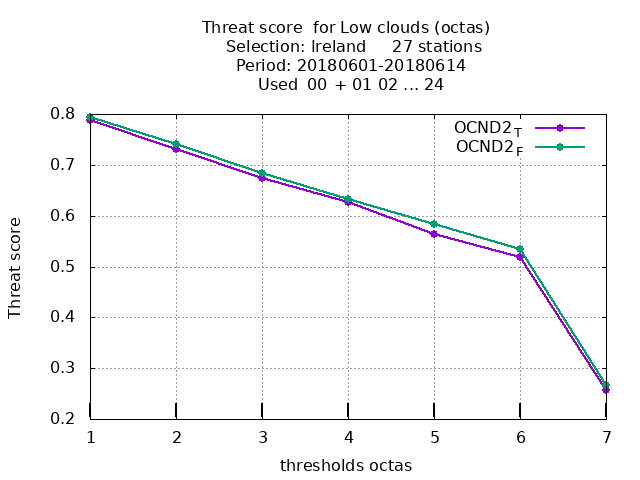 Threat score  for Low clouds (octas)
Selection: Ireland     27 stations
Period: 20180601-20180614
Used  00  + 01 02 ... 24
OCND2T
OCND2F
0.8
0.7
0.6
0.5
0.4
0.3
0.2
Threat score
1 2 3 4 5 6 7
thresholds octas